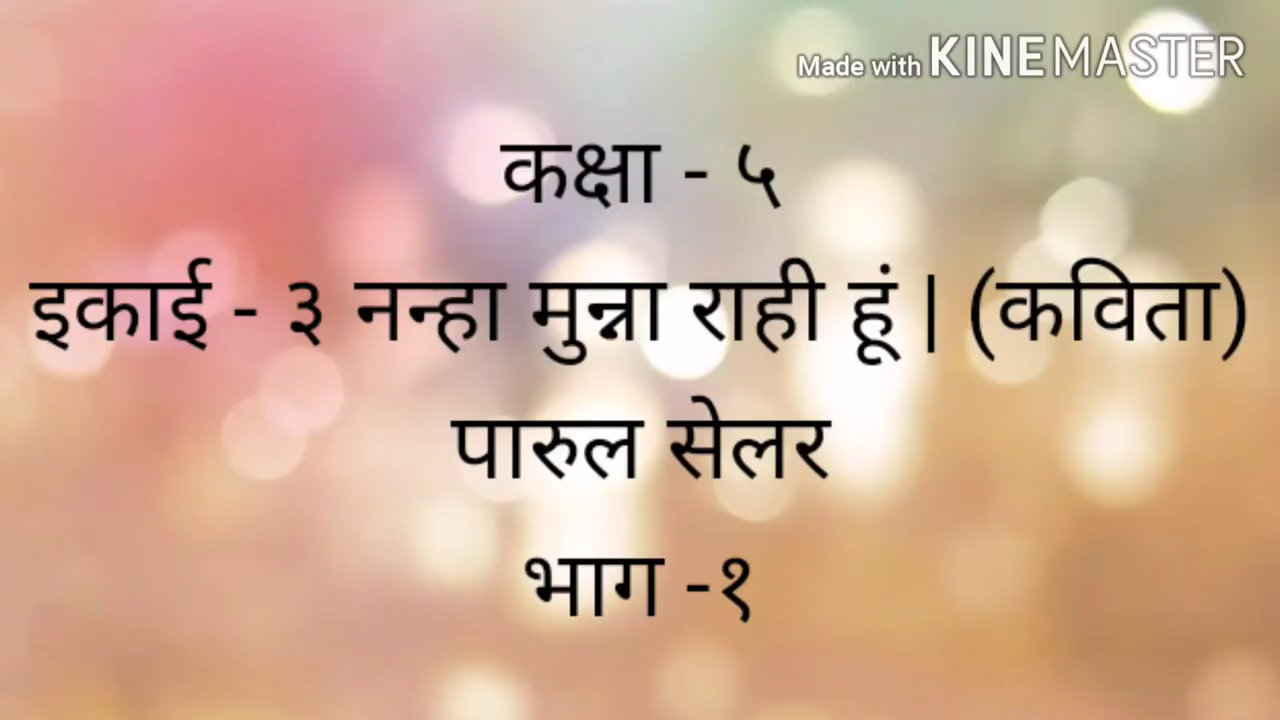 Made with KINEMASTER
कक्षा - ५
इकाई - ३ नन्हा मुन्ना राही हूं | (कविता)
पारुल सेलर
भाग -१